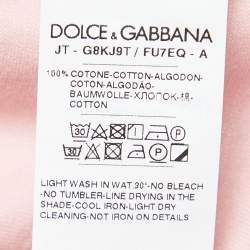 DOLCE & GABBANA
JT - G8KJ9T / FU7EQ - A
100% COTONE-COTTON-ALGODON-
COTON-ALGODÃO-
BAUMWOLLE-ХЛОПОК-棉-
COTTON
30 P
30 P
LIGHT WASH IN WAT.30°-NO BLEACH
-NO TUMBLER-LINE DRYING IN THE
SHADE-COOL IRON-LIGHT DRY
CLEANING-NOT IRON ON DETAILS